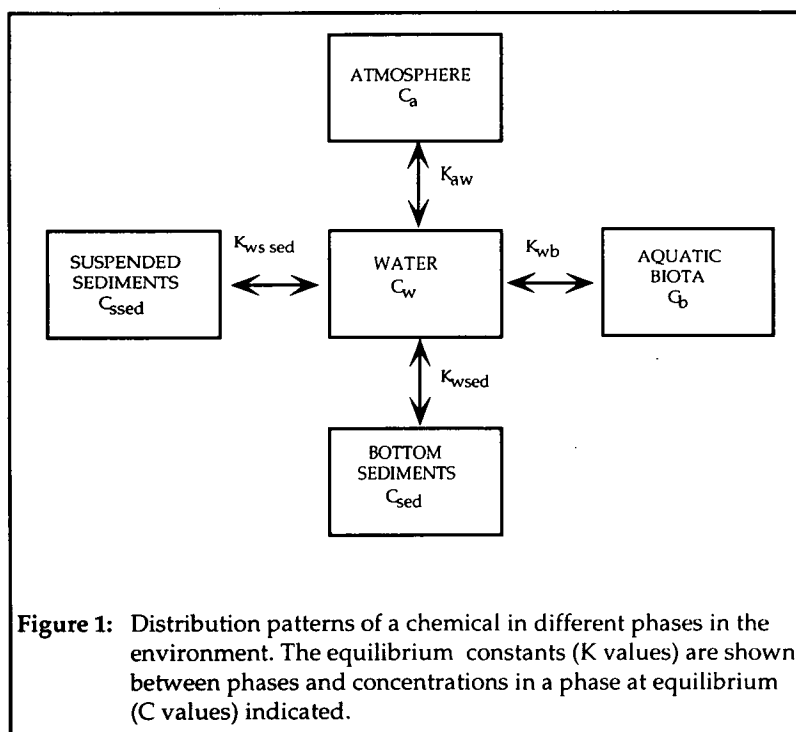 ATMOSPHERE
Ca
Kaw
Kws sed
Kwb
SUSPENDED
SEDIMENTS
Cssed
WATER
Cw
AQUATIC
BIOTA
Cb
Kwsed
BOTTOM
SEDIMENTS
Csed
Figure 1: Distribution patterns of a chemical in different phases in the
environment. The equilibrium constants (K values) are shown
between phases and concentrations in a phase at equilibrium
(C values) indicated.